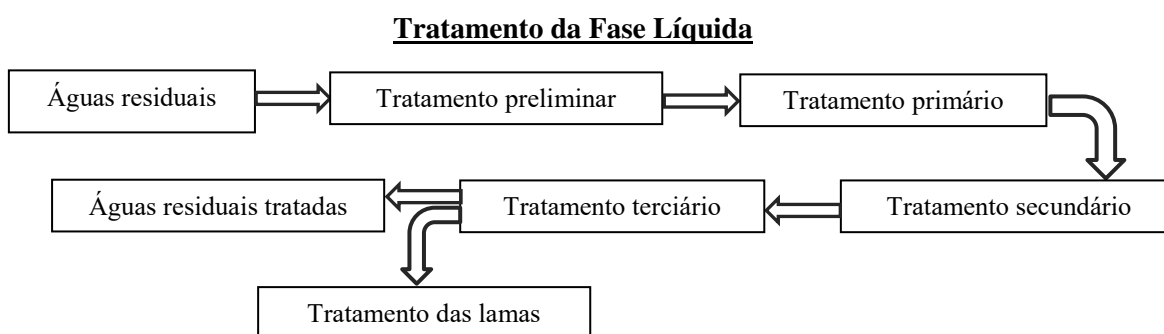 Tratamento da Fase Líquida
Águas residuais
Tratamento preliminar
Tratamento primário
Tratamento secundário
Tratamento terciário
Águas residuais tratadas
Tratamento das lamas